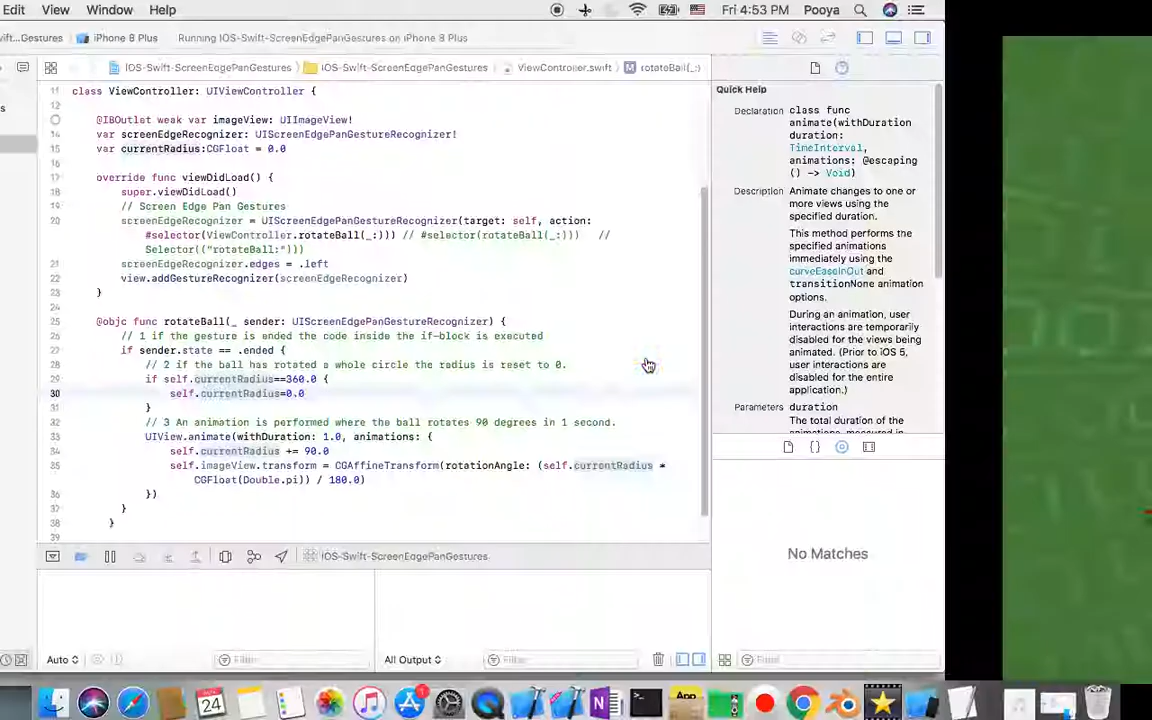 Edit View Window Help Fri 4:53 PM Pooya
ift...Gestures iPhone 8 Plus Running IOS-Swift-ScreenEdgePanGestures on iPhone 8 Plus
IOS-Swift-ScreenEdgePanGestures IOS-Swift-ScreenEdgePanGestures ViewController.swift M rotateBall(_:)
11 class ViewController: UIViewController {
12
@IBOutlet weak var imageView: UIImageView!
14 var screenEdgeRecognizer: UIScreenEdgePanGestureRecognizer!
15 var currentRadius:CGFloat = 0.0
16
17 override func viewDidLoad() {
18 super.viewDidLoad()
19 // Screen Edge Pan Gestures
20 screenEdgeRecognizer = UIScreenEdgePanGestureRecognizer(target: self, action:
#selector(ViewController.rotateBall(_:))) // #selector(rotateBall(_:))) //
Selector(("rotateBall:")))
21 screenEdgeRecognizer.edges = .left
22 view.addGestureRecognizer(screenEdgeRecognizer)
23 }
24
25 @objc func rotateBall(_ sender: UIScreenEdgePanGestureRecognizer) {
26 // 1 if the gesture is ended the code inside the if-block is executed
27 if sender.state == .ended {
28 // 2 if the ball has rotated a whole circle the radius is reset to 0.
29 if self.currentRadius==360.0 {
30 self.currentRadius=0.0
31 }
32 // 3 An animation is performed where the ball rotates 90 degrees in 1 second.
33 UIView.animate(withDuration: 1.0, animations: {
34 self.currentRadius += 90.0
35 self.imageView.transform = CGAffineTransform(rotationAngle: (self.currentRadius *
CGFloat(Double.pi)) / 180.0)
36 })
37 }
38 }
39
Quick Help
Declaration class func
animate(withDuration
duration:
TimeInterval,
animations: @escaping
() -> Void)
Description Animate changes to one or
more views using the
specified duration.
This method performs the
specified animations
immediately using the
curveEaseInOut and
transitionNone animation
options.
During an animation, user
interactions are temporarily
disabled for the views being
animated. (Prior to iOS 5,
user interactions are
disabled for the entire
application.)
Parameters duration
The total duration of the
animations, measured in
No Matches
IOS-Swift-ScreenEdgePanGestures
Auto Filter All Output Filter
24
App